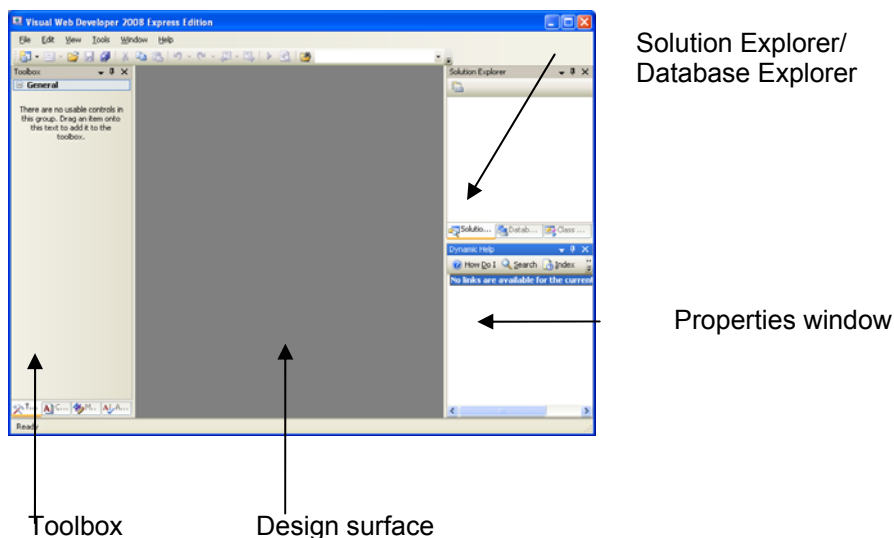 Visual Web Developer 2008 Express Edition
File Edit View Tools Window Help
Toolbox
General
There are no usable controls in
this group. Drag an item onto
this text to add it to the
toolbox.
T... C... M... A...
Ready
Solution Explorer
Solutio... Datab... Class ...
Dynamic Help
How Do I Search Index
No links are available for the current
Solution Explorer/
Database Explorer
Properties window
Toolbox
Design surface